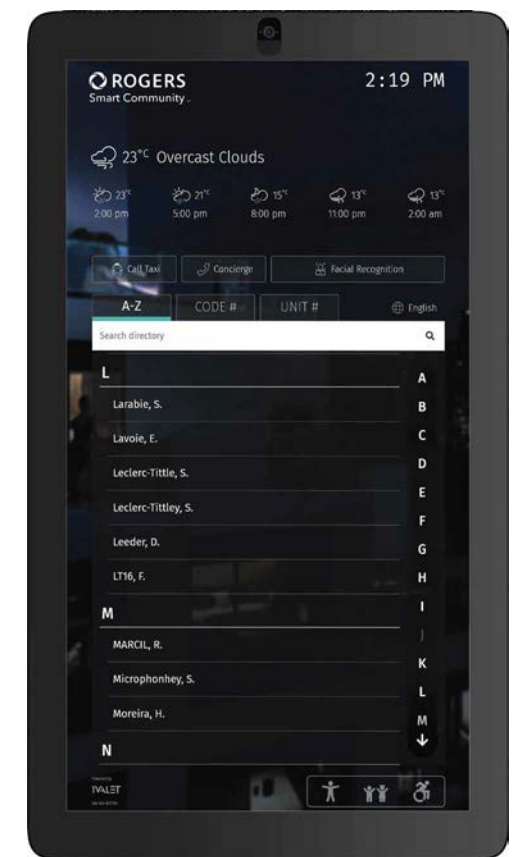 ROGERS
2:19 PM
Smart Community
23°C Overcast Clouds
23°C 21°C 15°C 13°C 13°C
2:00 pm 5:00 pm 8:00 pm 11:00 pm 2:00 am
Call Taxi Concierge Facial Recognition
A-Z CODE # UNIT # English
Search directory
L
A
Larabie, S.
B
Lavoie, E.
C
Leclerc-Tittle, S.
D
E
Leclerc-Tittley, S.
F
Leeder, D.
G
LT16, F.
H
M
I
MARCIL, R.
J
K
Microphonhey, S.
L
Moreira, H.
M
N
IVALET